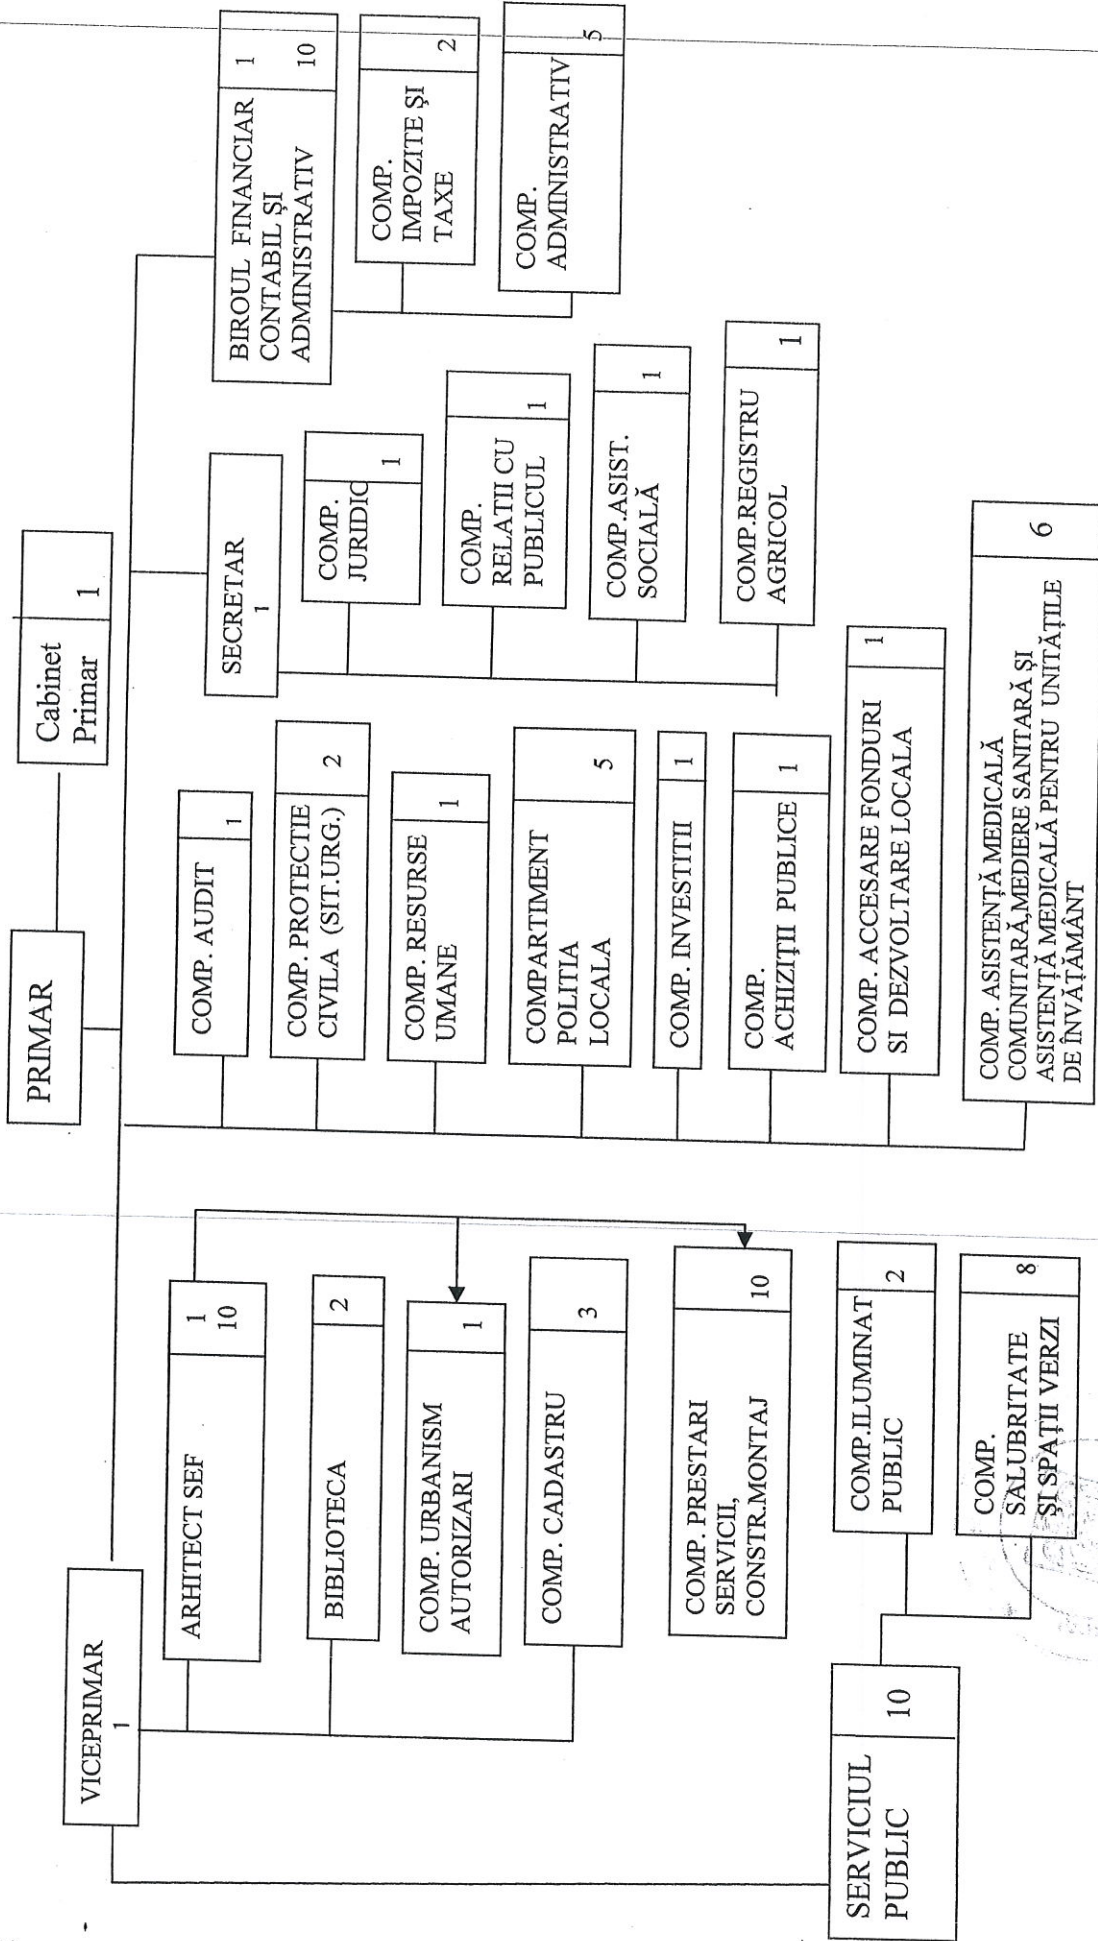 PRIMAR
Cabinet
Primar
1
VICEPRIMAR
1
ARHITECT SEF
1
10
BIBLIOTECA
2
COMP. URBANISM
AUTORIZARI
1
COMP. CADASTRU
3
COMP. PRESTARI
SERVICII,
CONSTR.MONTAJ
10
SERVICIUL
PUBLIC
10
COMP.ILUMINAT
PUBLIC
2
COMP.
SALUBRITATE
ȘI SPAȚII VERZI
8
COMP. AUDIT
1
COMP. PROTECTIE
CIVILA (SIT.URG.)
2
COMP. RESURSE
UMANE
1
COMPARTIMENT
POLITIA
LOCALA
5
COMP. INVESTITII
1
COMP.
ACHIZIȚII PUBLICE
1
COMP. ACCESARE FONDURI
SI DEZVOLTARE LOCALA
1
COMP. ASISTENȚĂ MEDICALĂ
COMUNITARĂ,MEDIERE SANITARĂ ȘI
ASISTENȚĂ MEDICALĂ PENTRU UNITĂȚILE
DE ÎNVĂȚĂMÂNT
6
SECRETAR
1
COMP.
JURIDIC
1
COMP.
RELATII CU
PUBLICUL
1
COMP.ASIST.
SOCIALĂ
1
COMP.REGISTRU
AGRICOL
1
BIROUL FINANCIAR
CONTABIL ȘI
ADMINISTRATIV
1
10
COMP.
IMPOZITE ȘI
TAXE
2
COMP.
ADMINISTRATIV
5